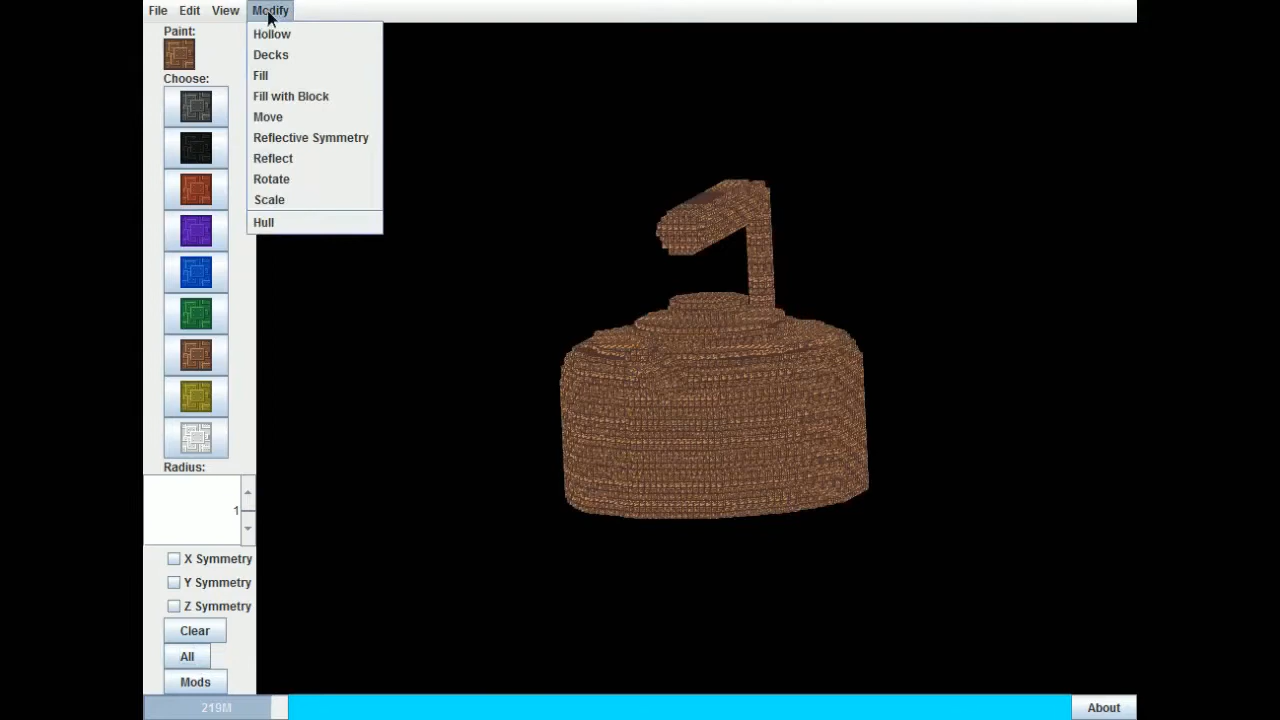 File Edit View Modify
Paint:
Choose:
Hollow
Decks
Fill
Fill with Block
Move
Reflective Symmetry
Reflect
Rotate
Scale
Hull
Radius:
1
X Symmetry
Y Symmetry
Z Symmetry
Clear
All
Mods
219M
About